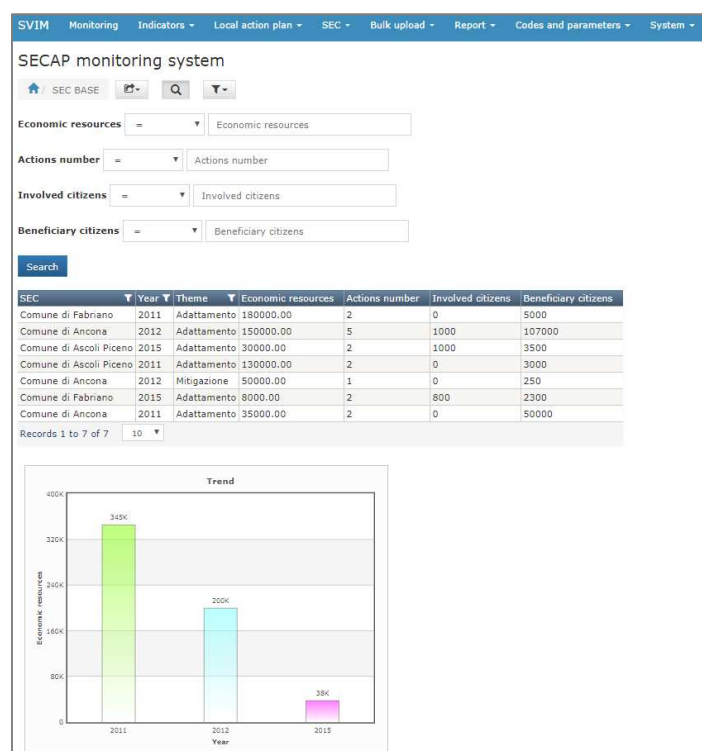 SVIM Monitoring Indicators Local action plan SEC Bulk upload Report Codes and parameters System
SECAP monitoring system
/ SEC BASE
Economic resources = Economic resources
Actions number = Actions number
Involved citizens = Involved citizens
Beneficiary citizens = Beneficiary citizens
Search
SEC Year Theme Economic resources Actions number Involved citizens Beneficiary citizens
Comune di Fabriano 2011 Adattamento 180000.00 2 0 5000
Comune di Ancona 2012 Adattamento 150000.00 5 1000 107000
Comune di Ascoli Piceno 2015 Adattamento 30000.00 2 1000 3500
Comune di Ascoli Piceno 2011 Adattamento 130000.00 2 0 3000
Comune di Ancona 2012 Mitigazione 50000.00 1 0 250
Comune di Fabriano 2015 Adattamento 8000.00 2 800 2300
Comune di Ancona 2011 Adattamento 35000.00 2 0 50000
Records 1 to 7 of 7 10
Trend
400K
345K
320K
240K
200K
Economic resources
160K
80K
38K
0
2011 2012 2015
Year